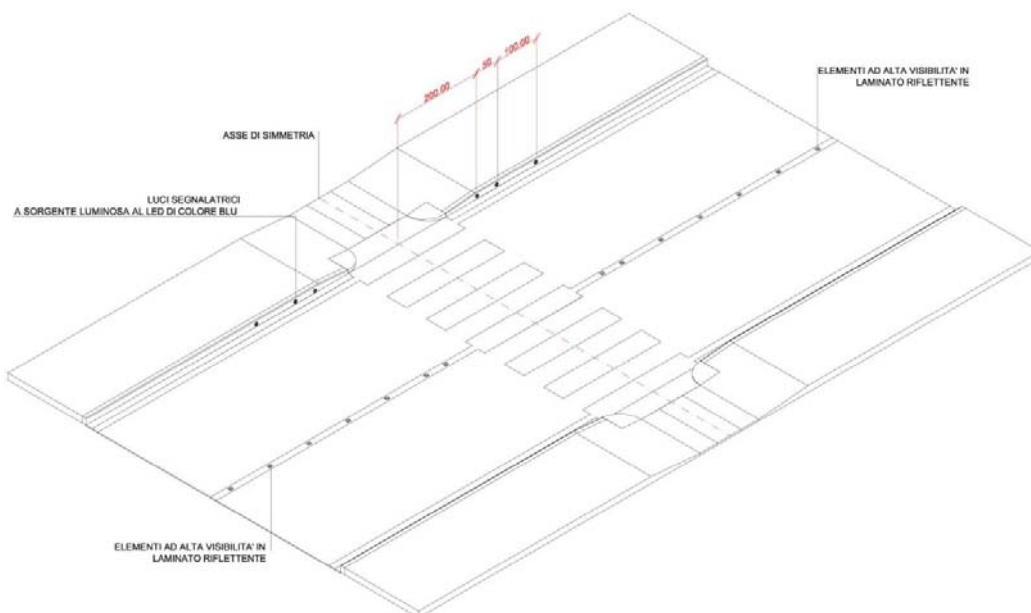 200.00
50
100.00
ELEMENTI AD ALTA VISIBILITA' IN
LAMINATO RIFLETTENTE
ASSE DI SIMMETRIA
LUCI SEGNALATRICI
A SORGENTE LUMINOSA AL LED DI COLORE BLU
ELEMENTI AD ALTA VISIBILITA' IN
LAMINATO RIFLETTENTE